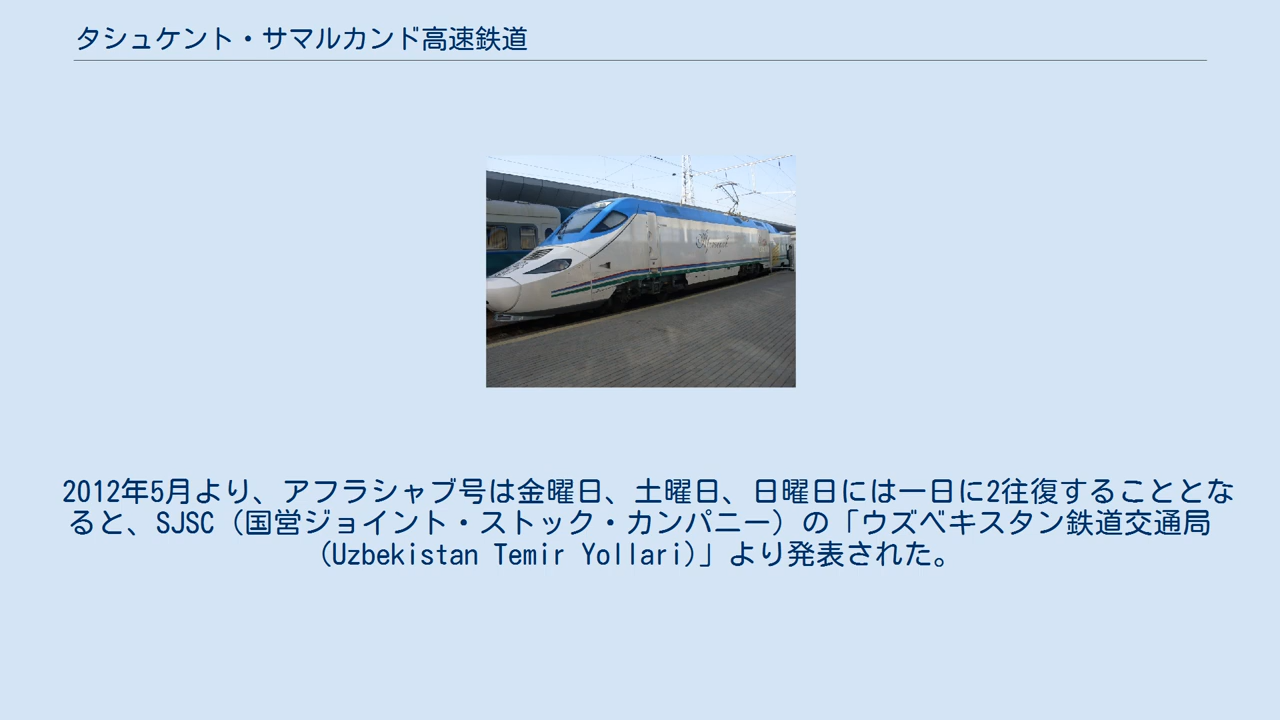 タシュケント・サマルカンド高速鉄道
2012年5月より、アフラシャブ号は金曜日、土曜日、日曜日には一日に2往復することとな
ると、SJSC（国営ジョイント・ストック・カンパニー）の「ウズベキスタン鉄道交通局
(Uzbekistan Temir Yollari)」より発表された。